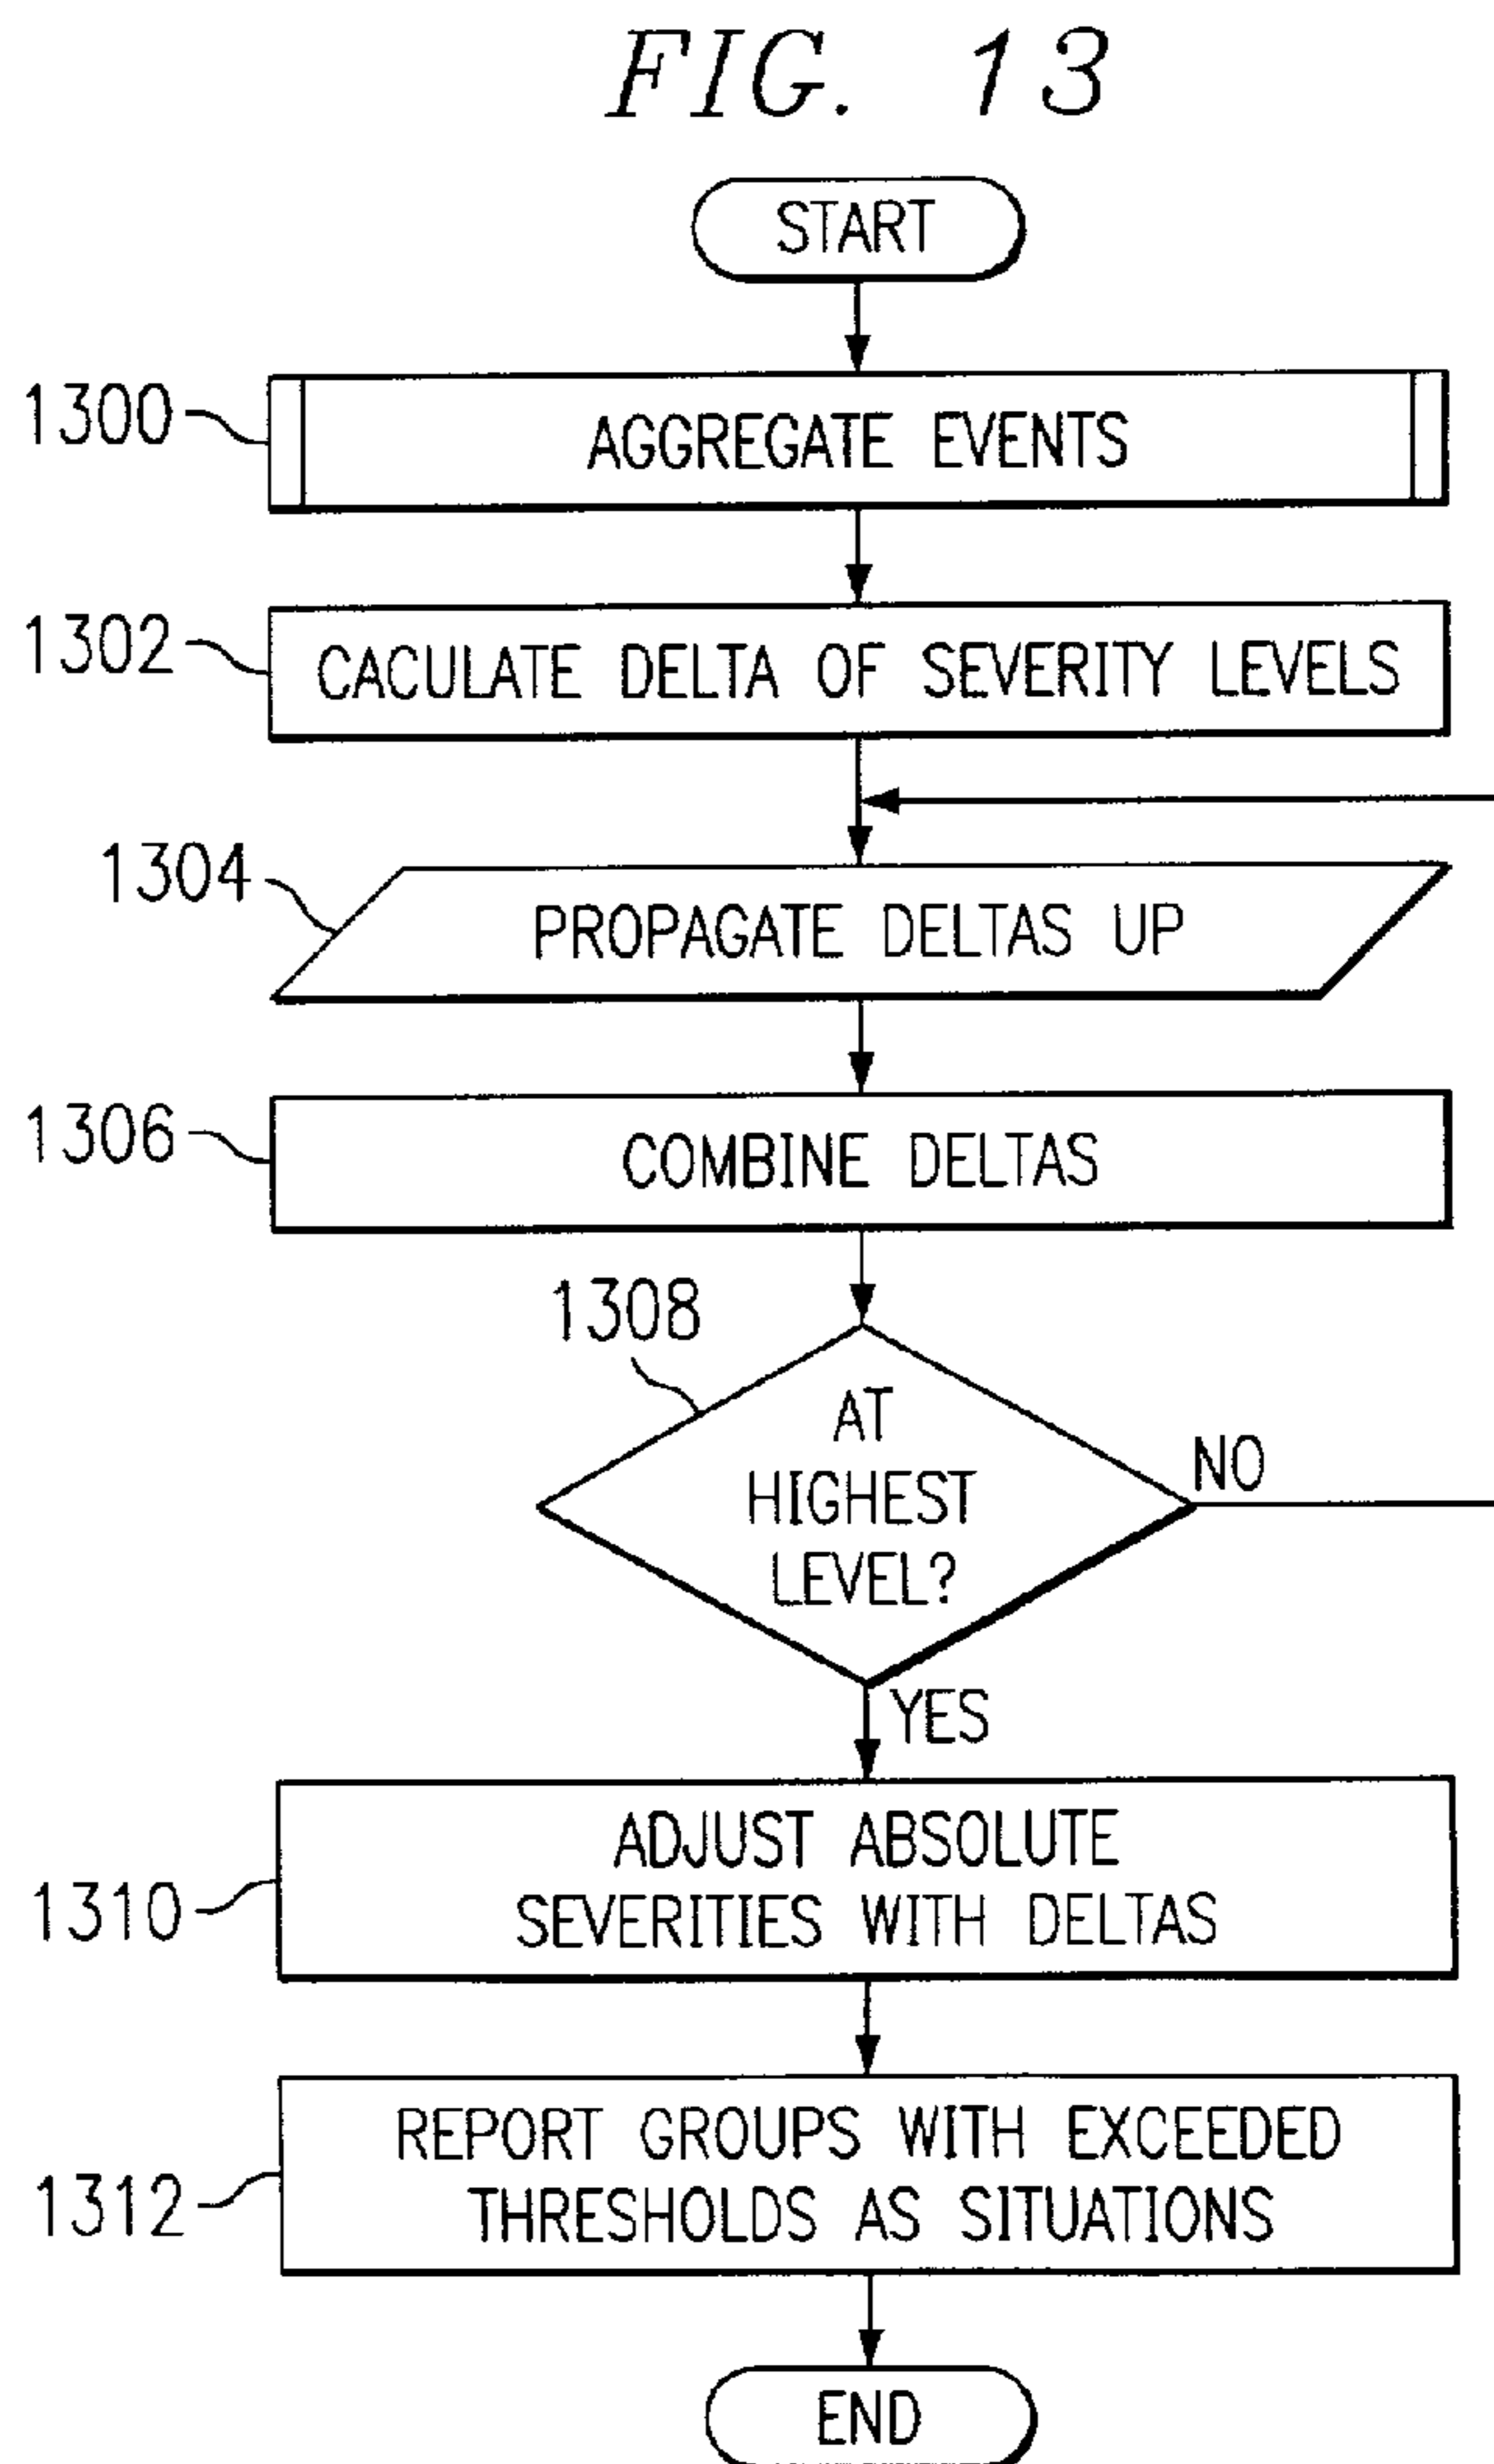 FIG. 13
START
1300
AGGREGATE EVENTS
1302
CACULATE DELTA OF SEVERITY LEVELS
1304
PROPAGATE DELTAS UP
1306
COMBINE DELTAS
1308
AT
HIGHEST
LEVEL?
NO
YES
1310
ADJUST ABSOLUTE
SEVERITIES WITH DELTAS
1312
REPORT GROUPS WITH EXCEEDED
THRESHOLDS AS SITUATIONS
END